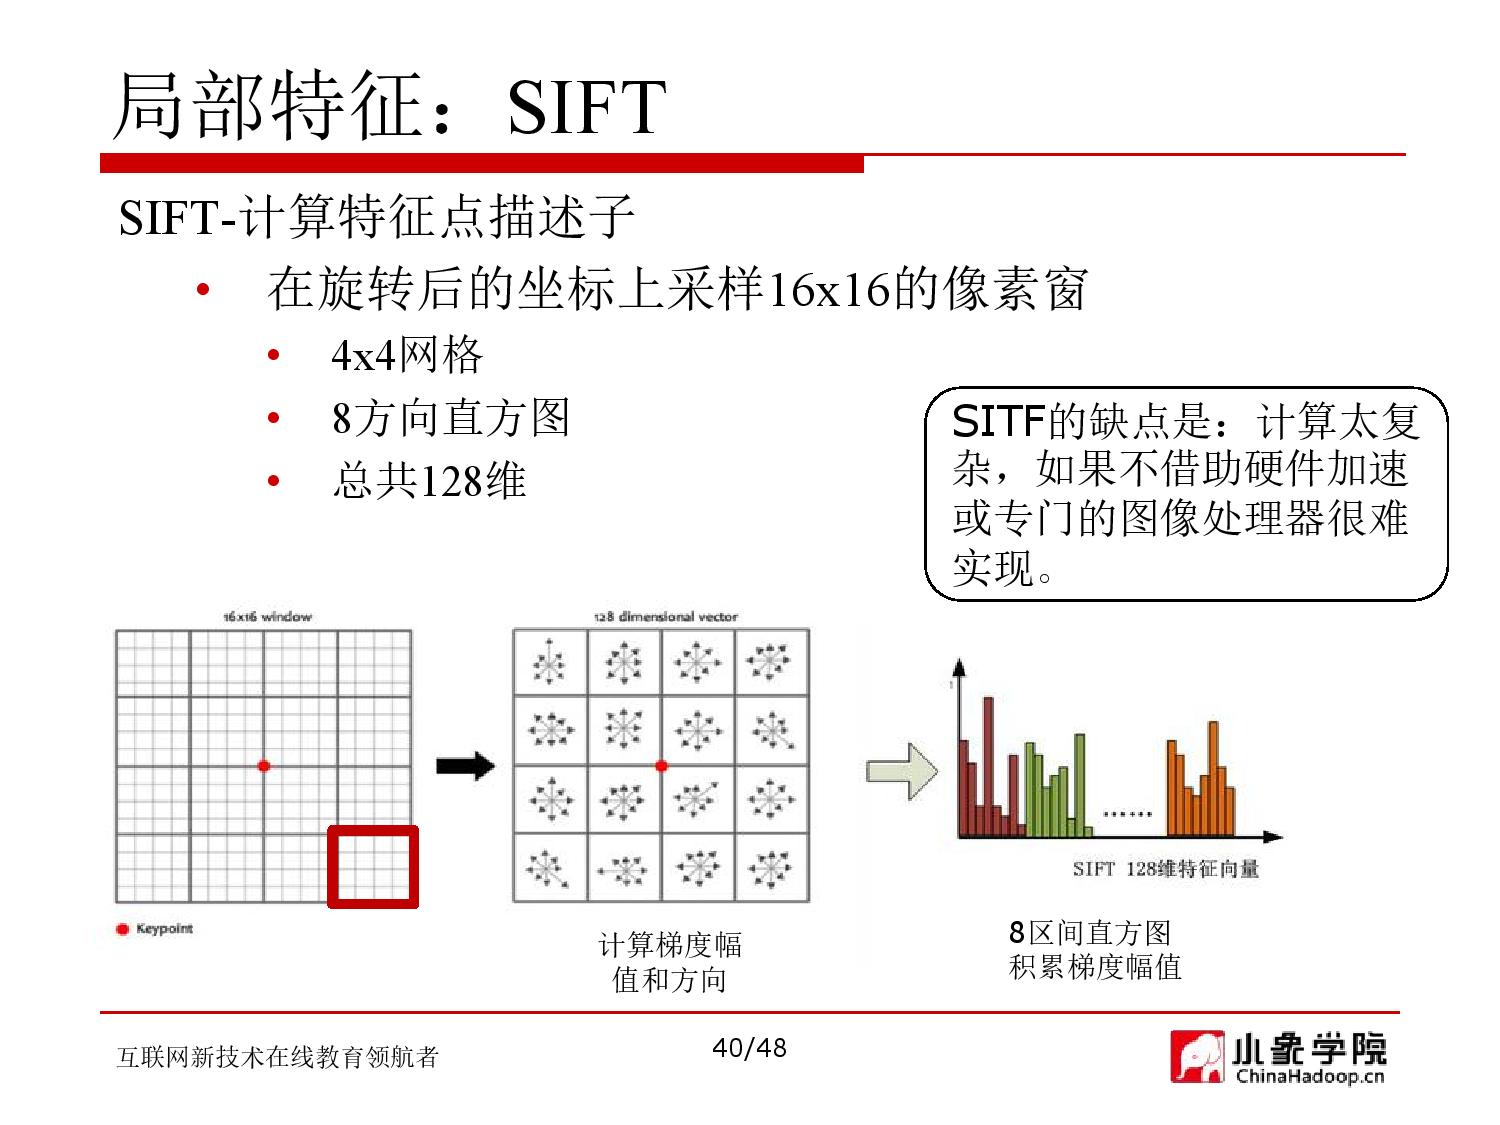 局部特征：SIFT
SIFT-计算特征点描述子
• 在旋转后的坐标上采样16x16的像素窗
• 4x4网格
• 8方向直方图
• 总共128维
SITF的缺点是：计算太复
杂，如果不借助硬件加速
或专门的图像处理器很难
实现。
16x16 window
128 dimensional vector
1
......
SIFT 128维特征向量
Keypoint
计算梯度幅
值和方向
8区间直方图
积累梯度幅值
互联网新技术在线教育领航者
40/48
小象学院
ChinaHadoop.cn